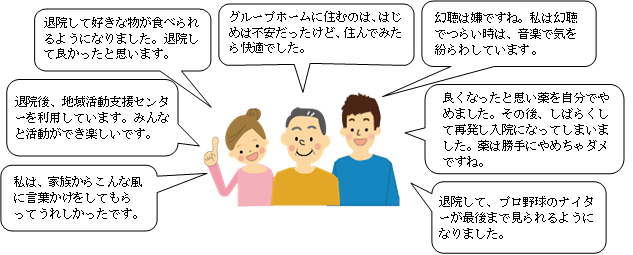 退院して好きな物が食べられ
るようになりました。退院し
て良かったと思います。
グループホームに住むのは、はじ
めは不安だったけど、住んでみた
ら快適でした。
幻聴は嫌ですね。私は幻聴
でつらい時は、音楽で気を
紛らわしています。
退院後、地域活動支援センタ
ーを利用しています。みんな
と活動ができ楽しいです。
良くなったと思い薬を自分でや
めました。その後、しばらくし
て再発し入院になってしまいま
した。薬は勝手にやめちゃダメ
ですね。
私は、家族からこんな風
に言葉かけをしてもら
ってうれしかったです。
退院して、プロ野球のナイタ
ーが最後まで見られるように
なりました。